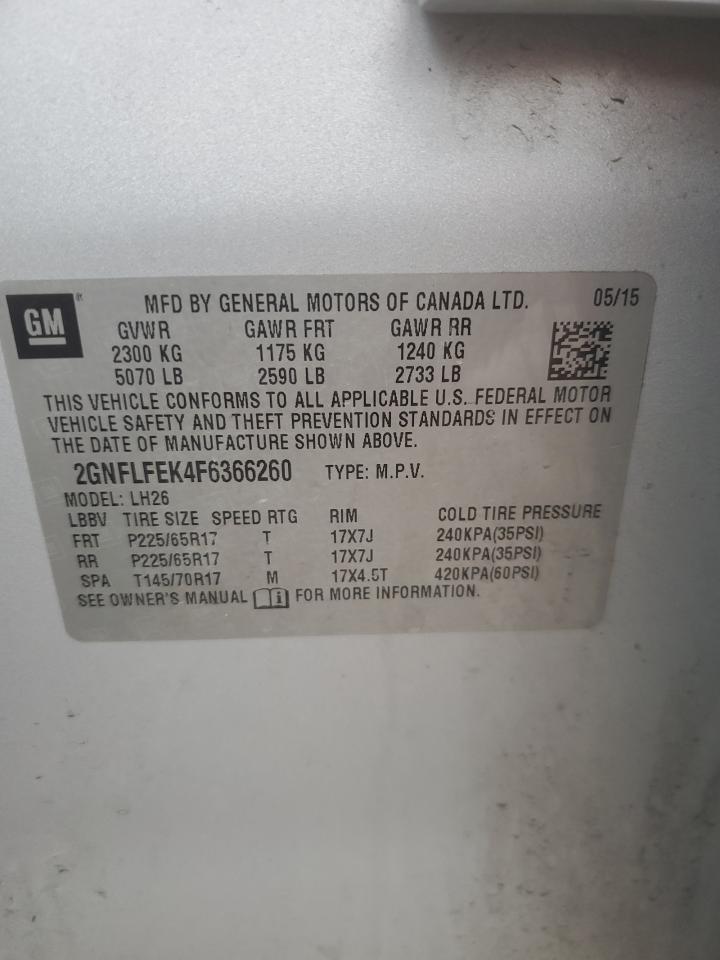 GM MFD BY GENERAL MOTORS OF CANADA LTD. 05/15
GVWR GAWR FRT GAWR RR
2300 KG 1175 KG 1240 KG
5070 LB 2590 LB 2733 LB
THIS VEHICLE CONFORMS TO ALL APPLICABLE U.S. FEDERAL MOTOR
VEHICLE SAFETY AND THEFT PREVENTION STANDARDS IN EFFECT ON
THE DATE OF MANUFACTURE SHOWN ABOVE.
2GNFLFEK4F6366260 TYPE: M.P.V.
MODEL: LH26
LBBV TIRE SIZE SPEED RTG RIM COLD TIRE PRESSURE
FRT P225/65R17 T 17X7J 240KPA(35PSI)
RR P225/65R17 T 17X7J 240KPA(35PSI)
SPA T145/70R17 M 17X4.5T 420KPA(60PSI)
SEE OWNER'S MANUAL i FOR MORE INFORMATION.